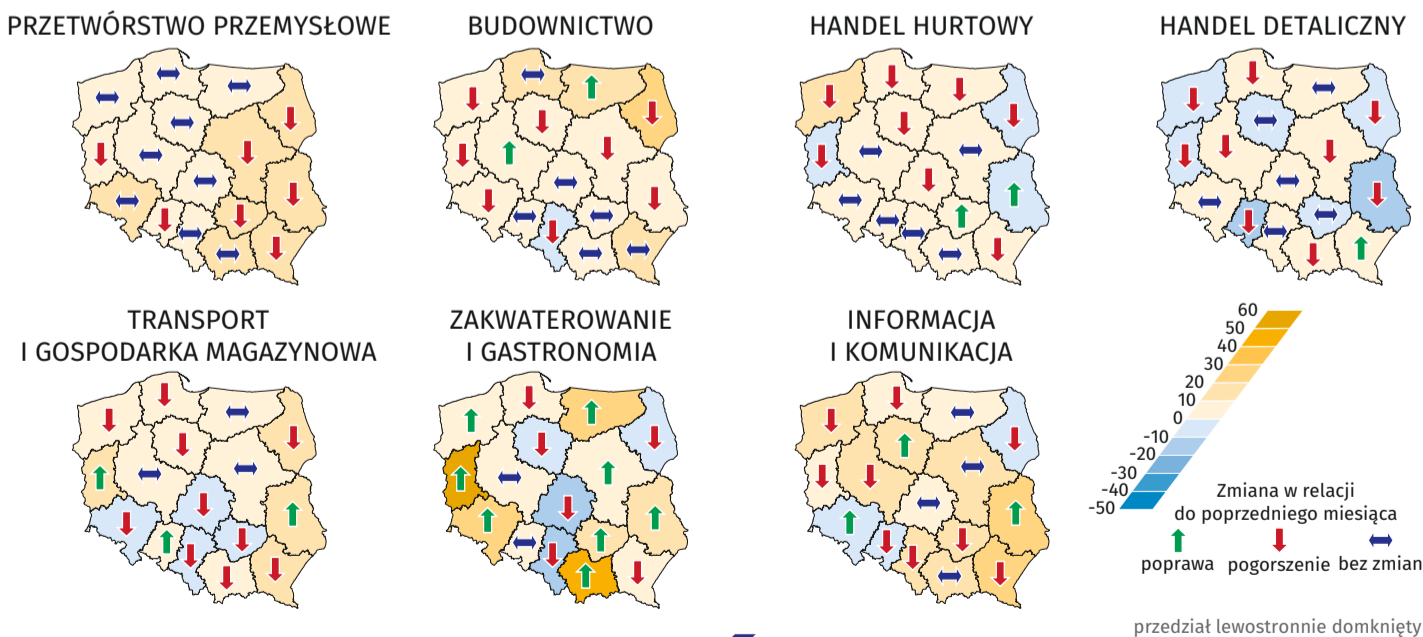 PRZETWÓRSTWO PRZEMYSŁOWE
BUDOWNICTWO
HANDEL HURTOWY
HANDEL DETALICZNY
TRANSPORT
I GOSPODARKA MAGAZYNOWA
ZAKWATEROWANIE
I GASTRONOMIA
INFORMACJA
I KOMUNIKACJA
60
50
40
30
20
10
0
-10
-20
-30
-40
-50
Zmiana w relacji
do poprzedniego miesiąca
poprawa pogorszenie bez zmian
przedział lewostronnie domknięty